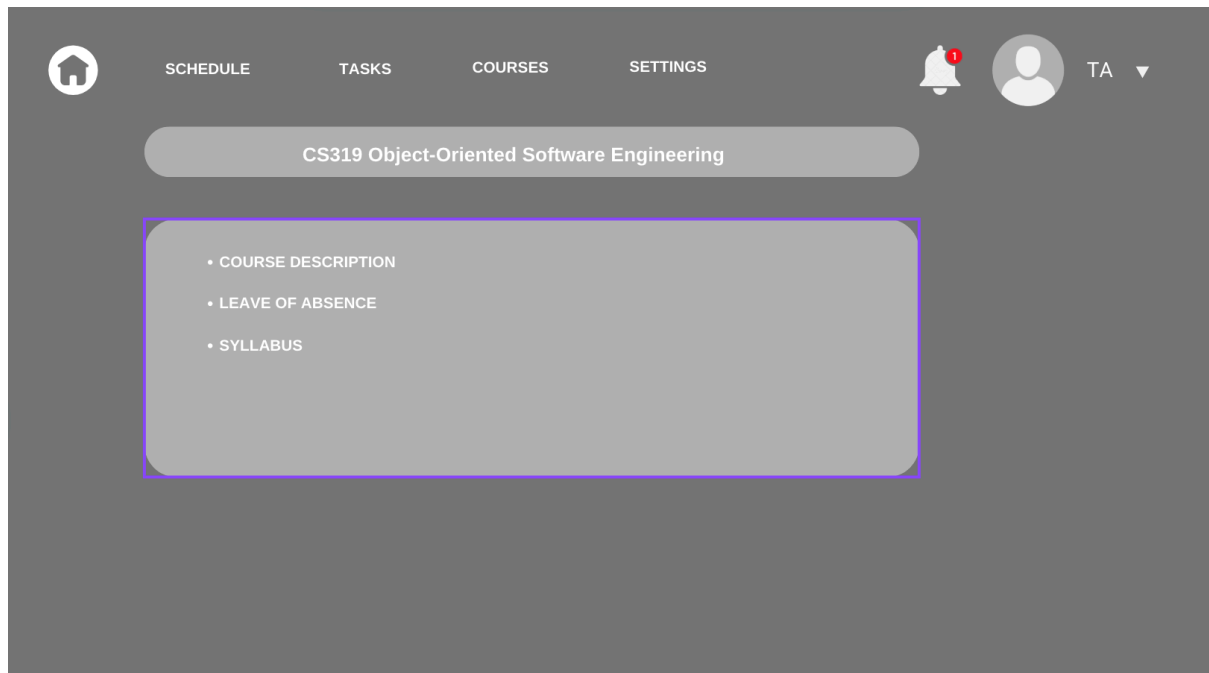 SCHEDULE TASKS COURSES SETTINGS 1 TA
CS319 Object-Oriented Software Engineering
• COURSE DESCRIPTION
• LEAVE OF ABSENCE
• SYLLABUS